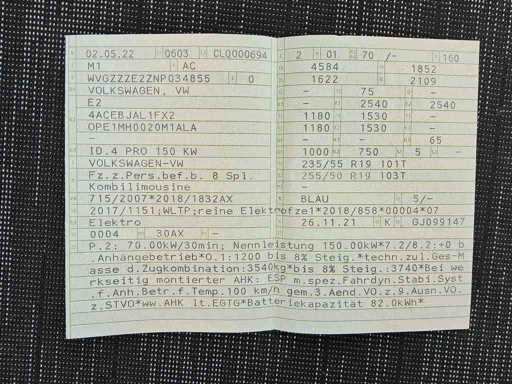 02.05.22 0603 CLQ000694
M1 AC
WVGZZZE2ZNP034855 0
VOLKSWAGEN, VW
E2
4ACEBJAL1FX2
OPE1MH0020M1ALA
–
ID.4 PRO 150 KW
VOLKSWAGEN-VW
Fz.z.Pers.bef.b. 8 Spl.
Kombilimousine
715/2007*2018/1832AX
2017/1151;WLTP;reine Elektrofze
Elektro
0004 30AX –
2 01 70 /– 160
4584 1852
1622 2109
– 75 –
– 2540 2540
1180 1530 –
1180 1530 –
– – 65
1000 750 5 –
235/55 R19 101T
255/50 R19 103T
–
BLAU 5/–
1*2018/858*00004*07
26.11.21 K GJ099147
P.2: 70.00kW/30min; Nennleistung 150.00kW*7.2/8.2:+0 b
.Anhängebetrieb*0.1:1200 bis 8% Steig.*techn.zul.Ges-M
asse d.Zugkombination:3540kg*bis 8% Steig.:3740*Bei we
rkseitig montierter AHK: ESP m.spez.Fahrdyn.Stabi.Syst
.f.Anh.Betr.f.Temp.100 km/h gem.3.Aend.VO.z.9.Ausn.VO.
z.STVO*ww.AHK lt.EGTG*Batteriekapazität 82.0kWh*